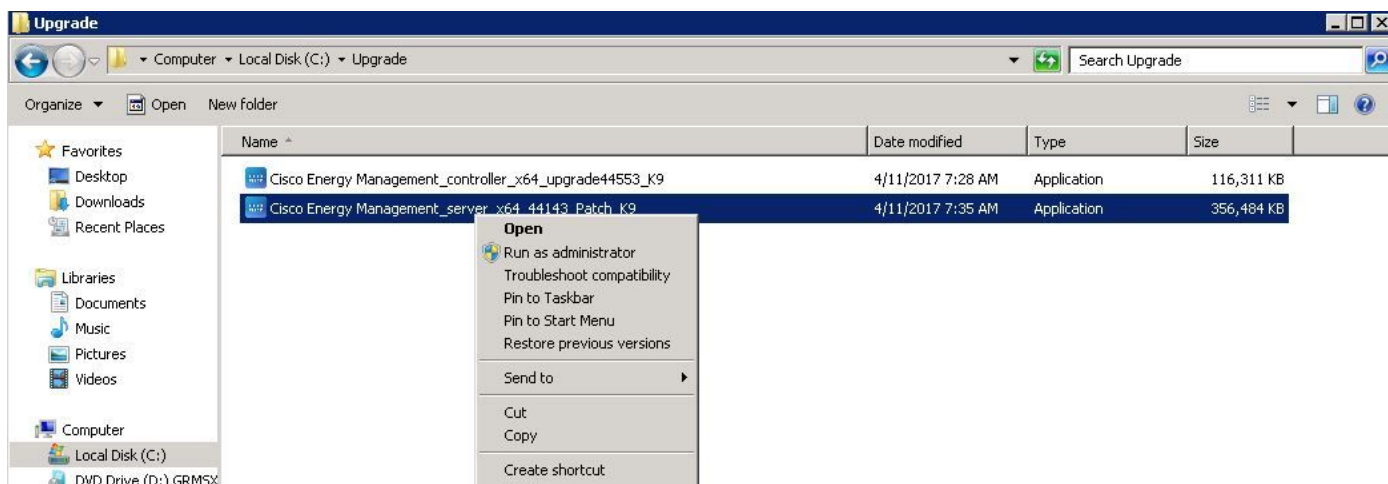 Upgrade
Computer Local Disk (C:) Upgrade
Search Upgrade
Organize Open New folder
Name Date modified Type Size
Favorites
Desktop
Downloads
Recent Places
Libraries
Documents
Music
Pictures
Videos
Computer
Local Disk (C:)
DVD Drive (D:) GRMSX
Cisco Energy Management_controller_x64_upgrade44553_K9 4/11/2017 7:28 AM Application 116,311 KB
Cisco Energy Management_server_x64_44143_Patch_K9 4/11/2017 7:35 AM Application 356,484 KB
Open
Run as administrator
Troubleshoot compatibility
Pin to Taskbar
Pin to Start Menu
Restore previous versions
Send to
Cut
Copy
Create shortcut